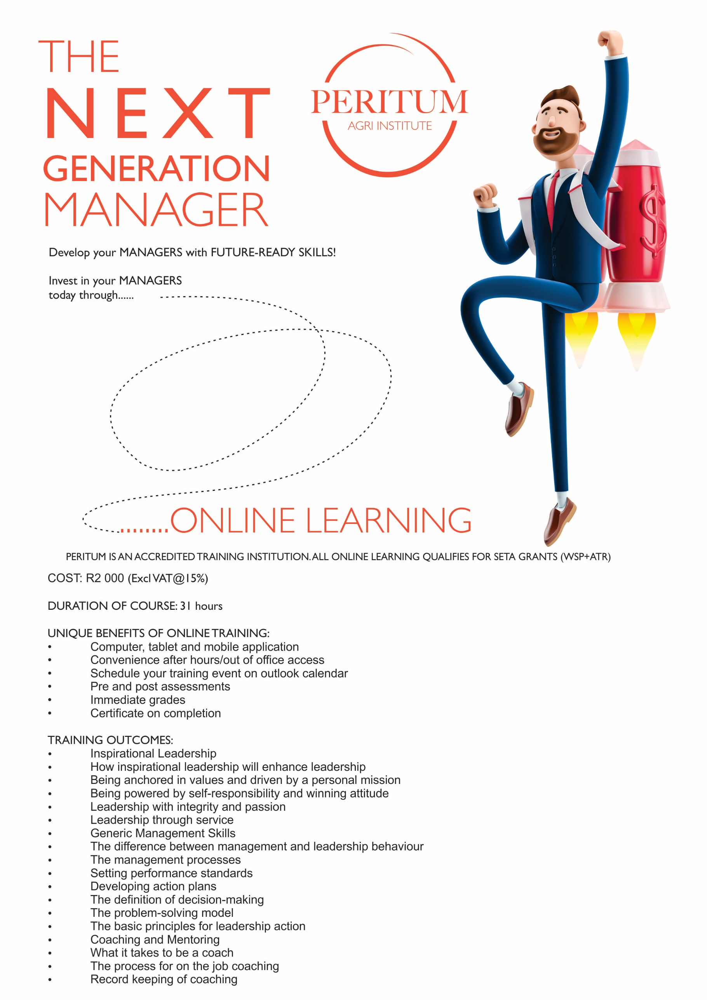 THE
NEXT
GENERATION
MANAGER
PERITUM
AGRI INSTITUTE
$
Develop your MANAGERS with FUTURE-READY SKILLS!
Invest in your MANAGERS
today through......
........ONLINE LEARNING
PERITUM IS AN ACCREDITED TRAINING INSTITUTION. ALL ONLINE LEARNING QUALIFIES FOR SETA GRANTS (WSP+ATR)
COST: R2 000 (Excl VAT@15%)
DURATION OF COURSE: 31 hours
UNIQUE BENEFITS OF ONLINE TRAINING:
• Computer, tablet and mobile application
• Convenience after hours/out of office access
• Schedule your training event on outlook calendar
• Pre and post assessments
• Immediate grades
• Certificate on completion
TRAINING OUTCOMES:
• Inspirational Leadership
• How inspirational leadership will enhance leadership
• Being anchored in values and driven by a personal mission
• Being powered by self-responsibility and winning attitude
• Leadership with integrity and passion
• Leadership through service
• Generic Management Skills
• The difference between management and leadership behaviour
• The management processes
• Setting performance standards
• Developing action plans
• The definition of decision-making
• The problem-solving model
• The basic principles for leadership action
• Coaching and Mentoring
• What it takes to be a coach
• The process for on the job coaching
• Record keeping of coaching